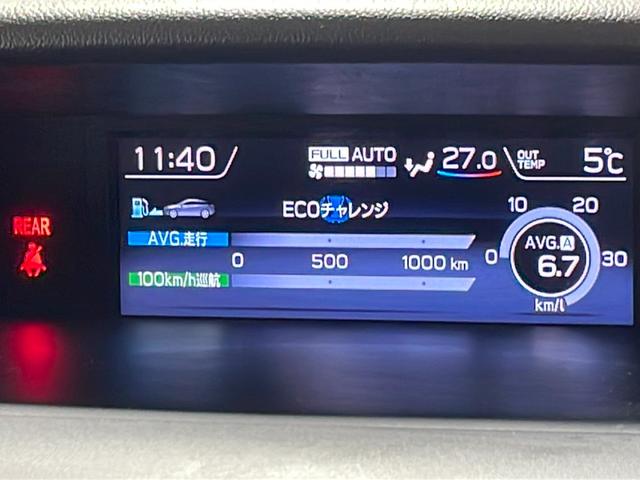 11:40 FULL AUTO 27.0 OUT TEMP 5℃
REAR
ECOチャレンジ
AVG.走行
0 500 1000 km
100km/h巡航
0 10 20 30
AVG.A
6.7
km/l